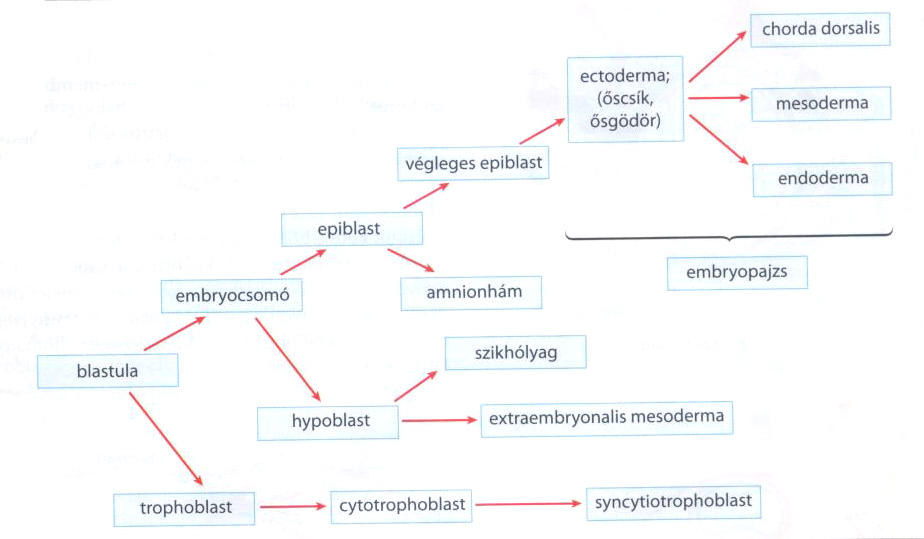 chorda dorsalis
ectoderma;
(őscsík,
ősgödör)
mesoderma
végleges epiblast
endoderma
epiblast
embryopajzs
embryocsomó
amnionhám
szikhólyag
blastula
hypoblast
extraembryonalis mesoderma
trophoblast
cytotrophoblast
syncytiotrophoblast